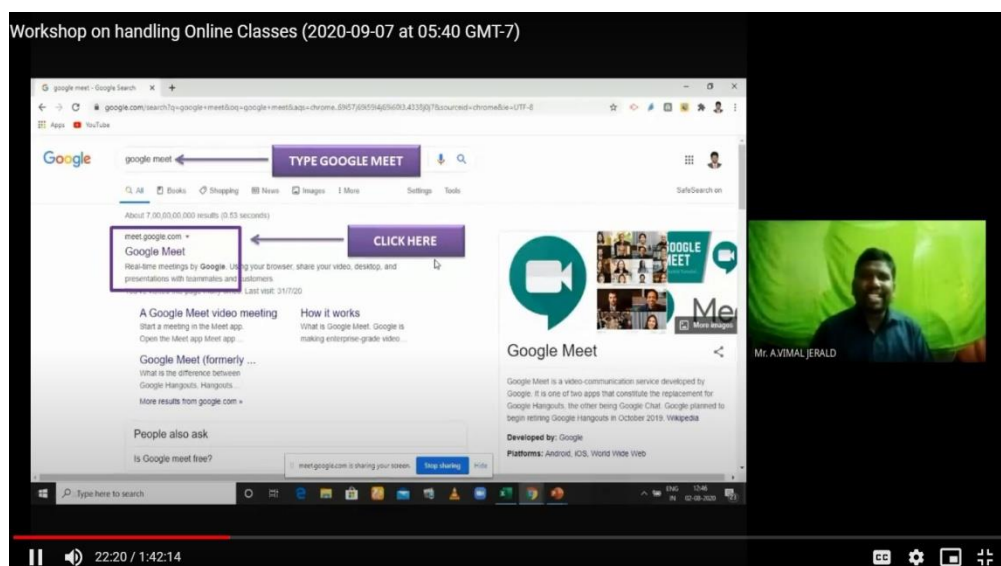 Workshop on handling Online Classes (2020-09-07 at 05:40 GMT-7)
google meet - Google Search
Apps YouTube
Google
google meet
TYPE GOOGLE MEET
All Books Shopping News Images More Settings Tools
SafeSearch on
About 7,00,00,00,000 results (0.53 seconds)
meet.google.com
Google Meet
CLICK HERE
Real-time meetings by Google. Using your browser, share your video, desktop, and
presentations with teammates and customers.
Last visit: 31/7/20
A Google Meet video meeting
Start a meeting in the Meet app.
Open the Meet app Meet app ...
How it works
What is Google Meet. Google is
making enterprise-grade video ...
Google Meet (formerly ...
What is the difference between
Google Hangouts, Hangouts ...
More results from google.com »
People also ask
Is Google meet free?
GOOGLE
MEET
Me
More images
Google Meet
Google Meet is a video-communication service developed by
Google. It is one of two apps that constitute the replacement for
Google Hangouts, the other being Google Chat. Google planned to
begin retiring Google Hangouts in October 2019. Wikipedia
Developed by: Google
Platforms: Android, iOS, World Wide Web
meet.google.com is sharing your screen. Stop sharing Hide
Type here to search
ENG 12:46
IN 02-08-2020
Mr. A.VIMAL JERALD
22:20 / 1:42:14
CC